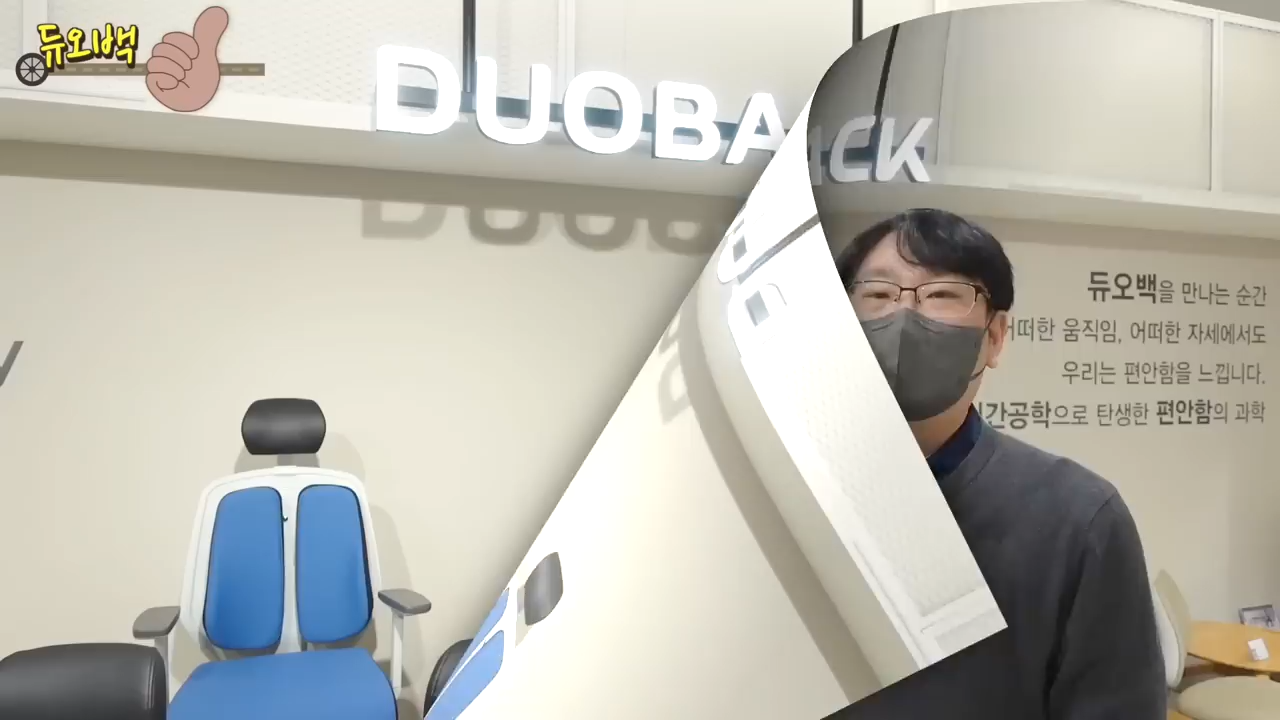 듀오백
DUOBACK
듀오백을 만나는 순간
어떠한 움직임, 어떠한 자세에서도
우리는 편안함을 느낍니다.
인간공학으로 탄생한 편안함의 과학